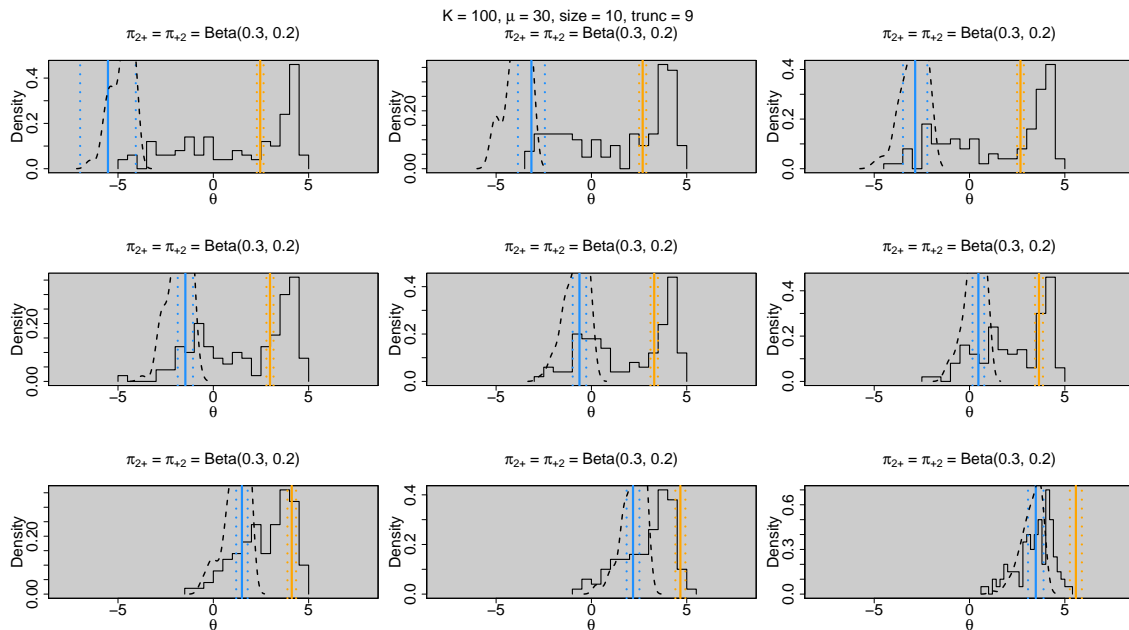 K = 100, μ = 30, size = 10, trunc = 9
π2+ = π+2 = Beta(0.3, 0.2) π2+ = π+2 = Beta(0.3, 0.2) π2+ = π+2 = Beta(0.3, 0.2)
Density 0.0 0.2 0.4 −5 0 5 θ
Density 0.00 0.20 −5 0 5 θ
Density 0.0 0.2 0.4 −5 0 5 θ
π2+ = π+2 = Beta(0.3, 0.2) π2+ = π+2 = Beta(0.3, 0.2) π2+ = π+2 = Beta(0.3, 0.2)
Density 0.00 0.20 −5 0 5 θ
Density 0.0 0.2 0.4 −5 0 5 θ
Density 0.0 0.2 0.4 −5 0 5 θ
π2+ = π+2 = Beta(0.3, 0.2) π2+ = π+2 = Beta(0.3, 0.2) π2+ = π+2 = Beta(0.3, 0.2)
Density 0.00 0.20 −5 0 5 θ
Density 0.0 0.2 0.4 −5 0 5 θ
Density 0.0 0.3 0.6 −5 0 5 θ